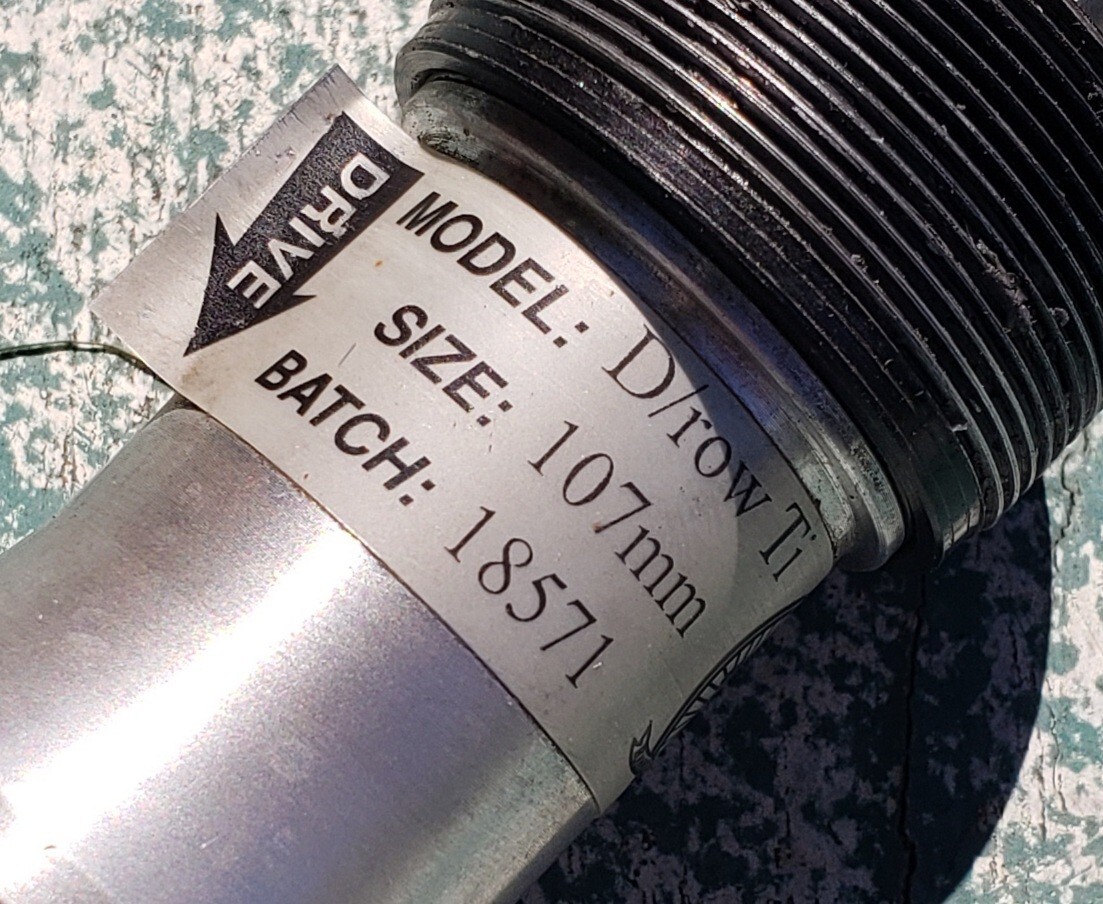 DRIVE
MODEL: D/row Ti
SIZE: 107mm
BATCH: 18571